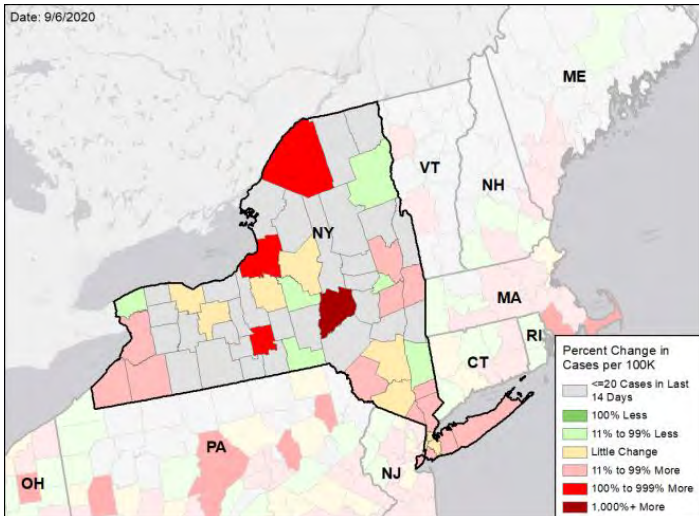 Date: 9/6/2020
ME
VT
NH
NY
MA
RI
CT
PA
NJ
OH
Percent Change in
Cases per 100K
<=20 Cases in Last
14 Days
100% Less
11% to 99% Less
Little Change
11% to 99% More
100% to 999% More
1,000%+ More